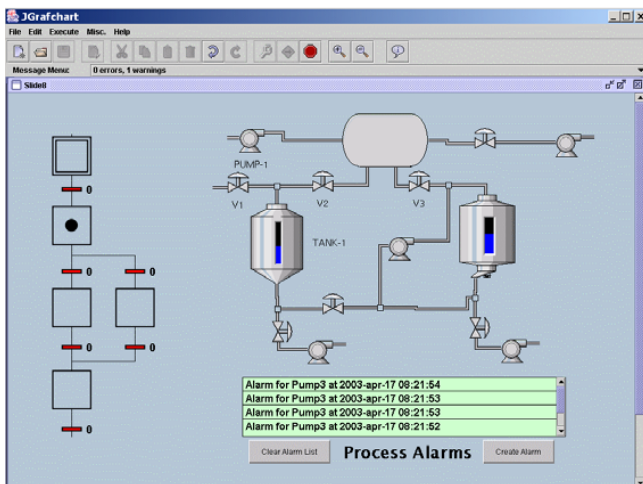 JGrafchart
File Edit Execute Misc. Help
Message Menu: 0 errors, 1 warnings
Slide8
0
PUMP-1
V1 V2 V3
TANK-1
0 0
0 0
0
Alarm for Pump3 at 2003-apr-17 08:21:54
Alarm for Pump3 at 2003-apr-17 08:21:53
Alarm for Pump3 at 2003-apr-17 08:21:53
Alarm for Pump3 at 2003-apr-17 08:21:52
Clear Alarm List Process Alarms Create Alarm